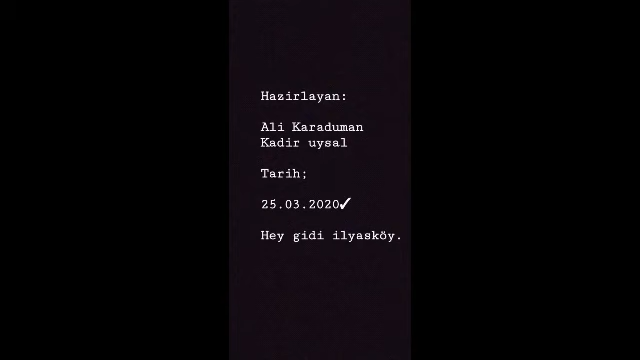 Hazirlayan:
Ali Karaduman
Kadir uysal
Tarih;
25.03.2020✓
Hey gidi ilyasköy.